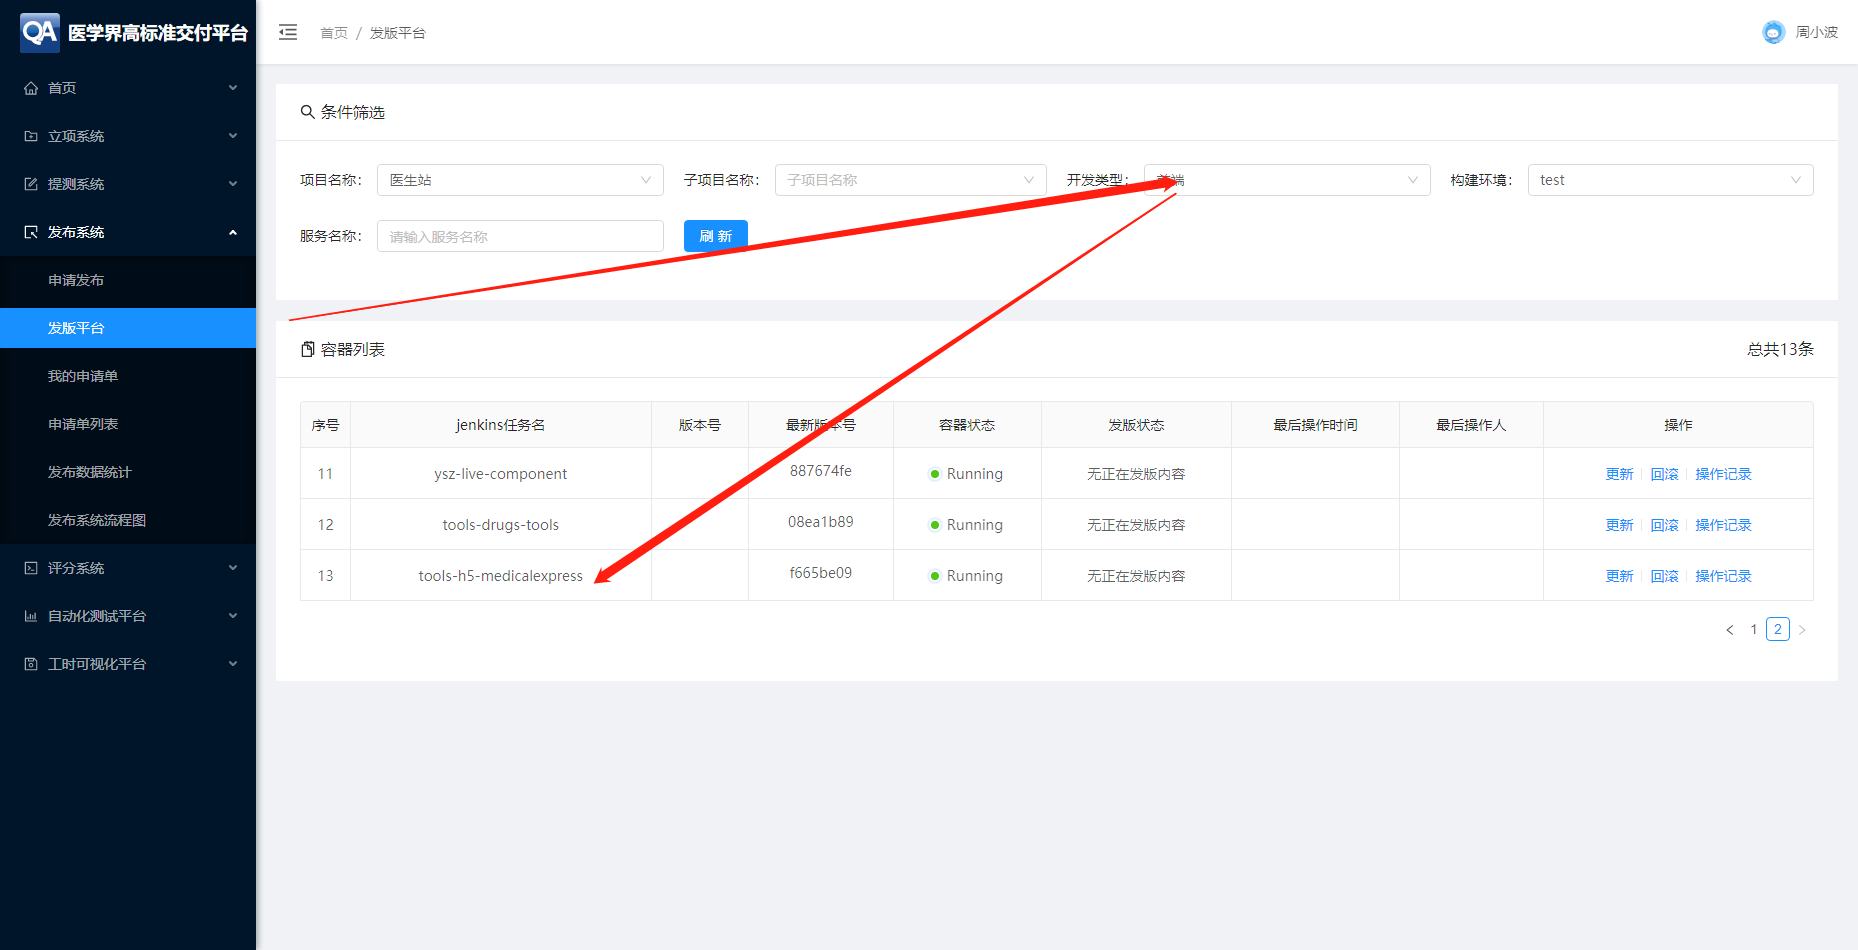 QA 医学界高标准交付平台
首页 / 发版平台
周小波
首页
立项系统
提测系统
发布系统
申请发布
发版平台
我的申请单
申请单列表
发布数据统计
发布系统流程图
评分系统
自动化测试平台
工时可视化平台
条件筛选
项目名称： 医生站 子项目名称： 子项目名称 开发类型： 前端 构建环境： test
服务名称： 请输入服务名称 刷 新
容器列表 总共13条
序号 jenkins任务名 版本号 最新版本号 容器状态 发版状态 最后操作时间 最后操作人 操作
11 ysz-live-component 887674fe Running 无正在发版内容 更新 回滚 操作记录
12 tools-drugs-tools 08ea1b89 Running 无正在发版内容 更新 回滚 操作记录
13 tools-h5-medicalexpress f665be09 Running 无正在发版内容 更新 回滚 操作记录
< 1 2 >